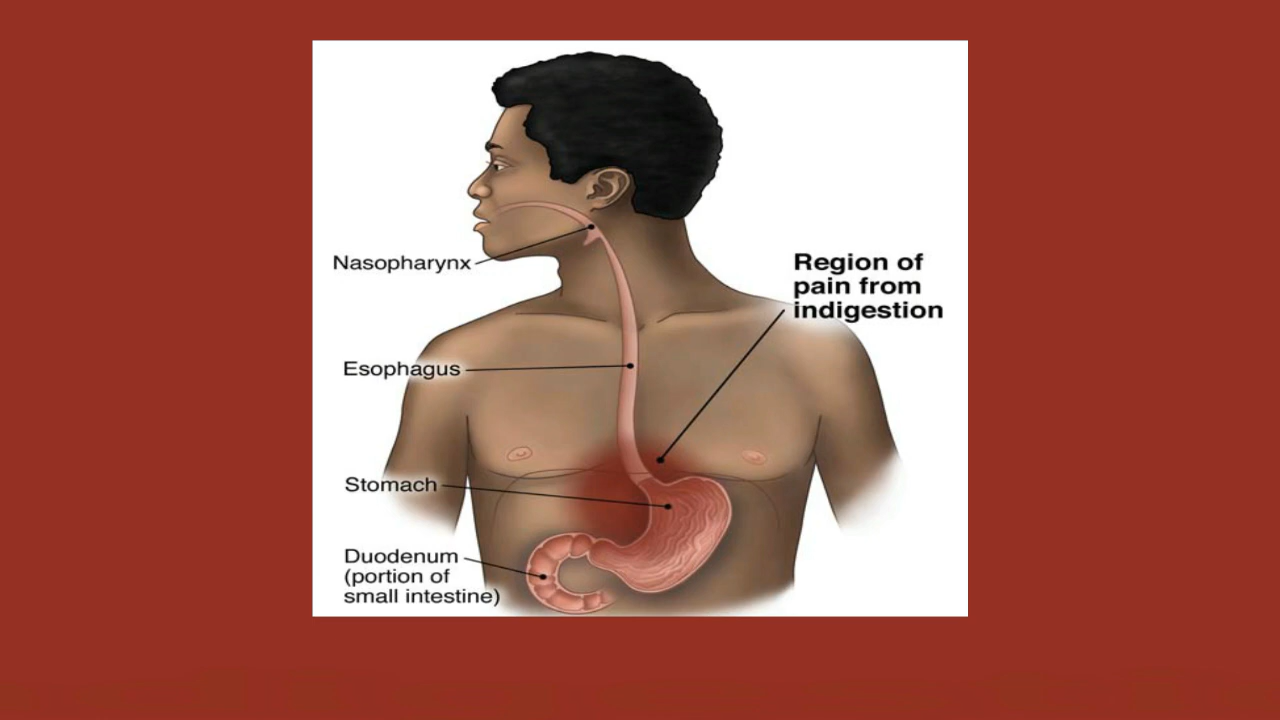 Nasopharynx
Region of
pain from
indigestion
Esophagus
Stomach
Duodenum
(portion of
small intestine)